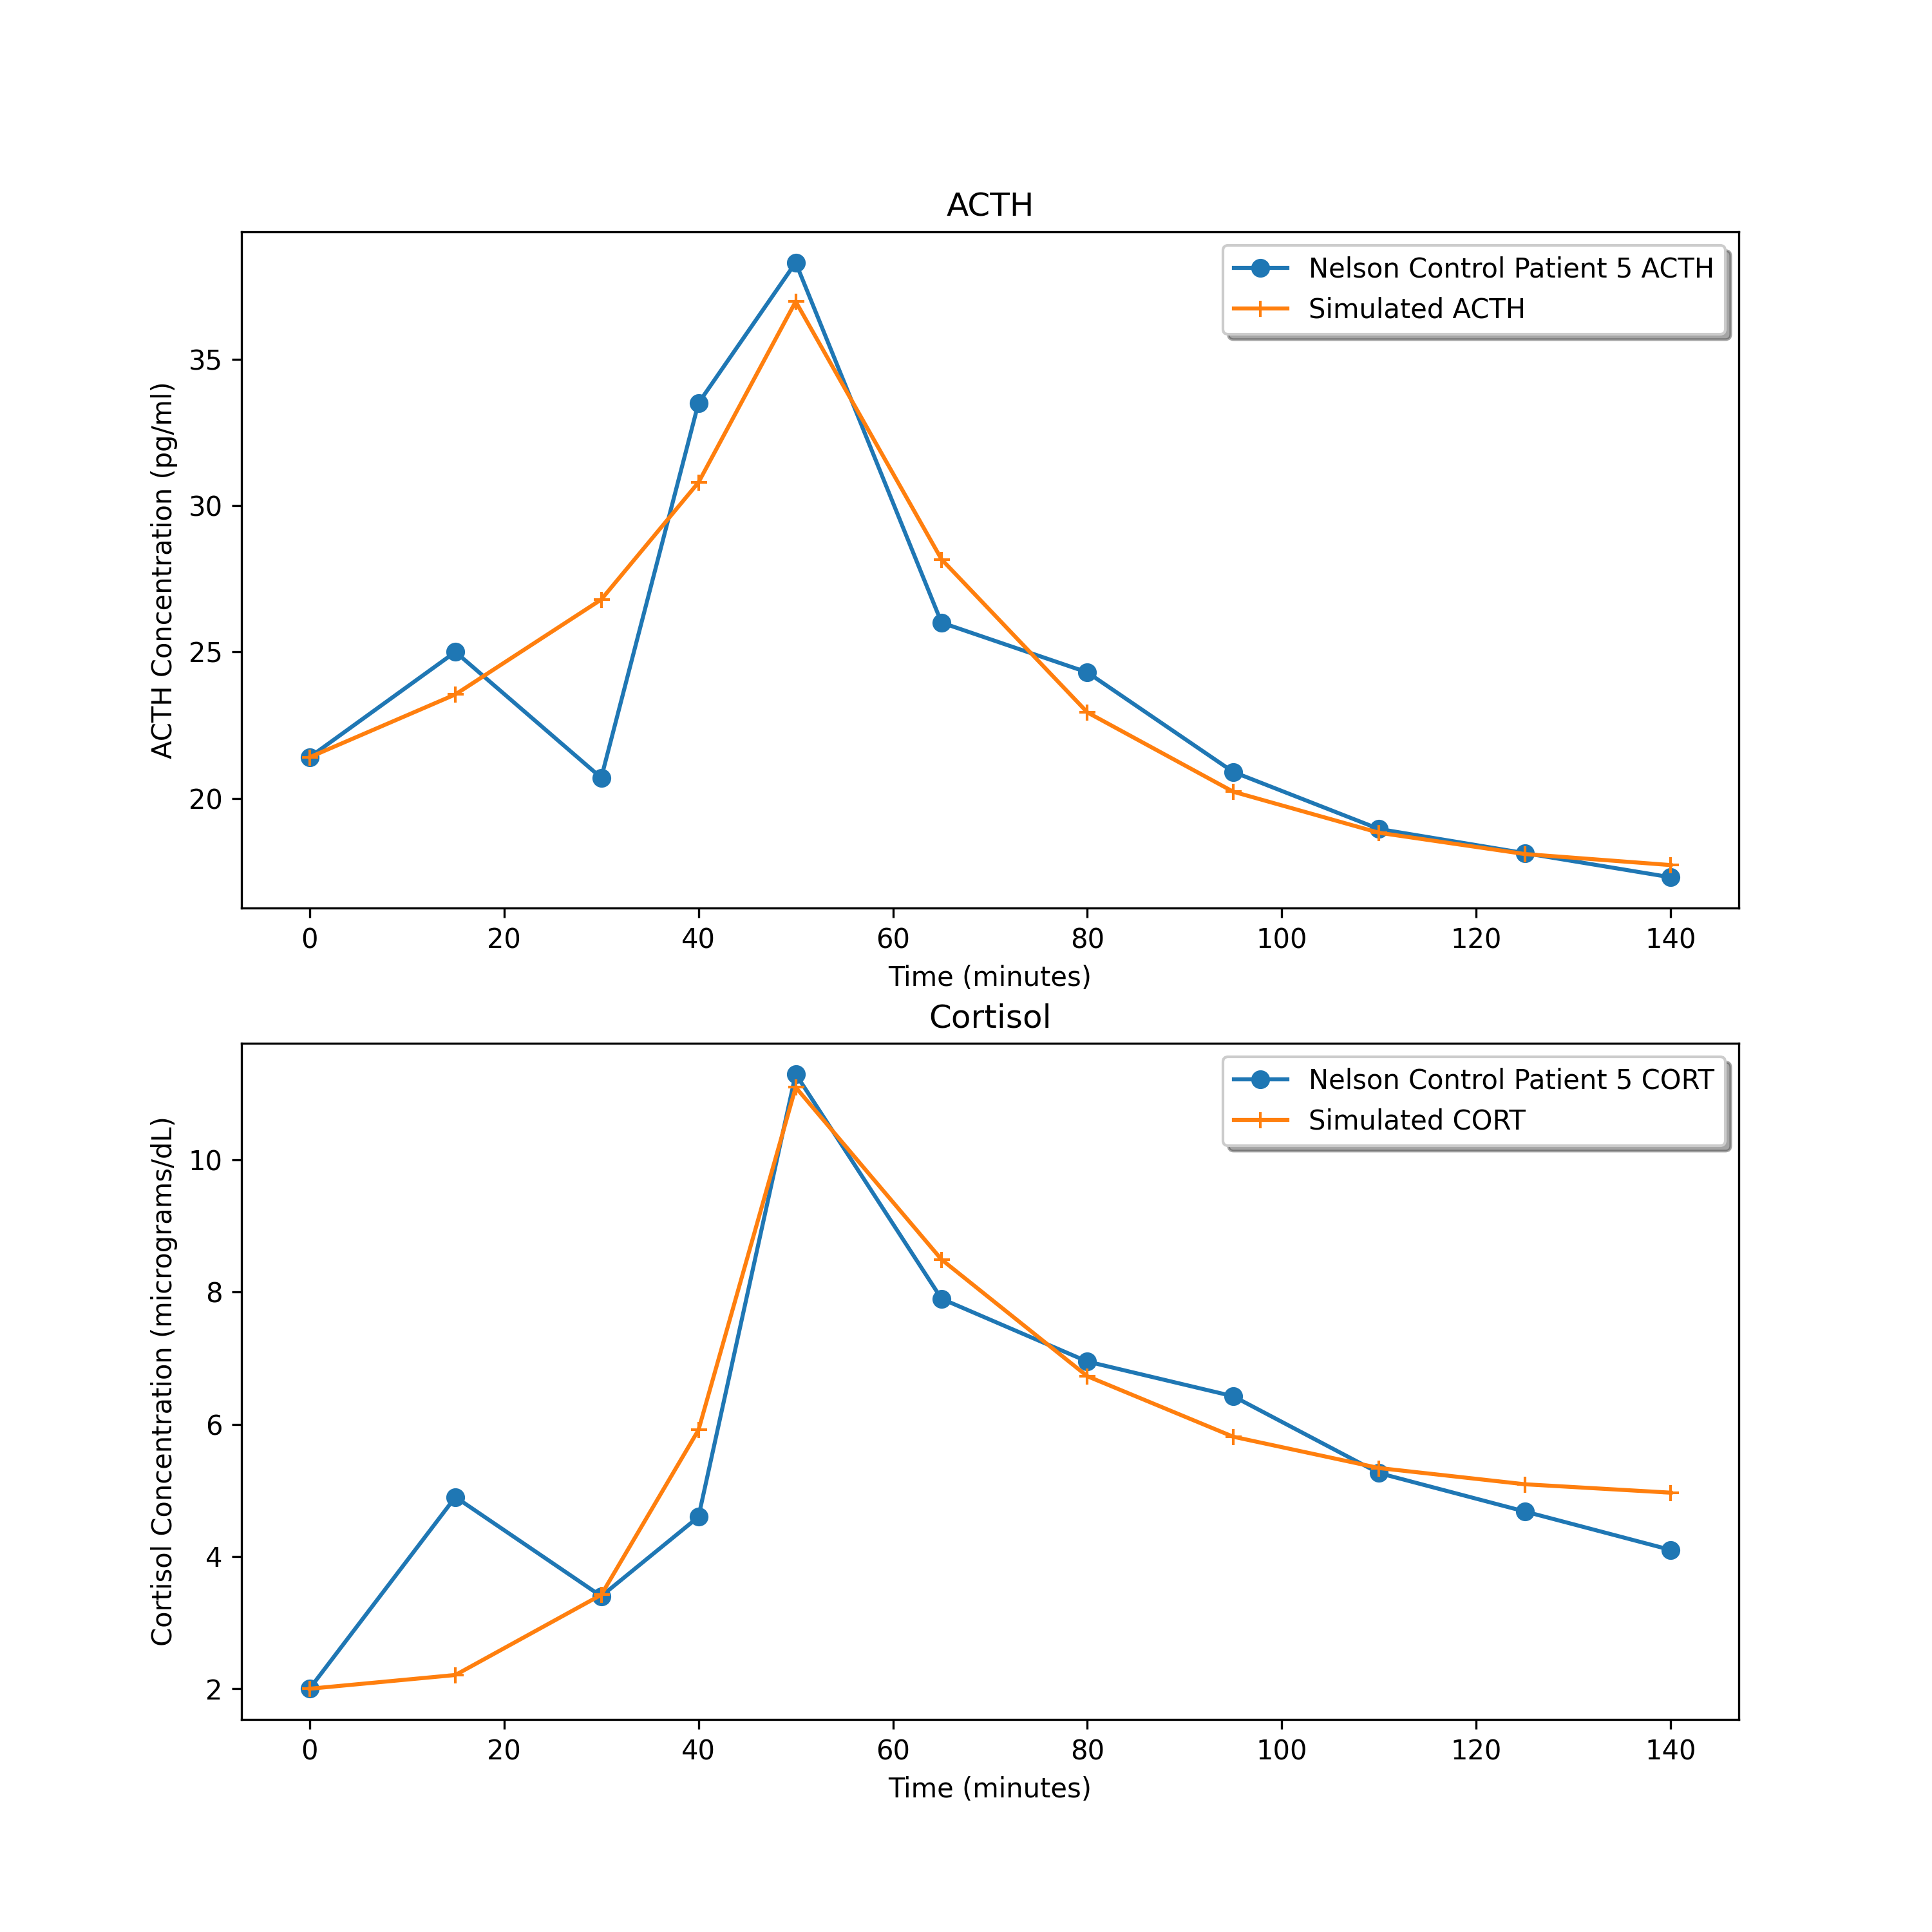 ACTH
Nelson Control Patient 5 ACTH
Simulated ACTH
ACTH Concentration (pg/ml)
35
30
25
20
0 20 40 60 80 100 120 140
Time (minutes)
Cortisol
Nelson Control Patient 5 CORT
Simulated CORT
Cortisol Concentration (micrograms/dL)
10
8
6
4
2
0 20 40 60 80 100 120 140
Time (minutes)